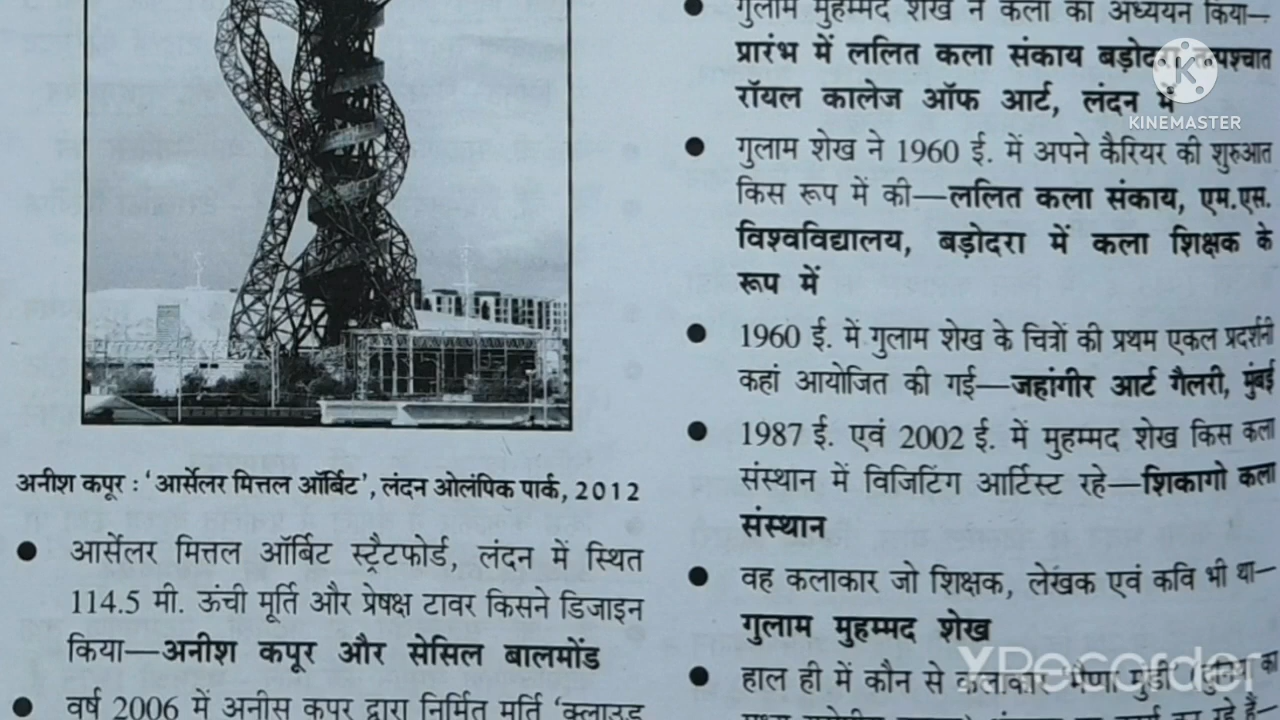 अनीश कपूर : ‘आर्सेलर मित्तल ऑर्बिट’, लंदन ओलंपिक पार्क, 2012
● आर्सेलर मित्तल ऑर्बिट स्ट्रैटफोर्ड, लंदन में स्थित
114.5 मी. ऊंची मूर्ति और प्रेषक्ष टावर किसने डिजाइन
किया—अनीश कपूर और सेसिल बालमोंड
● वर्ष 2006 में अनीस कपूर द्वारा निर्मित मूर्ति ‘क्लाउड
● गुलाम मुहम्मद शेख ने कला का अध्ययन किया—
प्रारंभ में ललित कला संकाय बड़ोदरा तत्पश्चात
रॉयल कालेज ऑफ आर्ट, लंदन में
● गुलाम शेख ने 1960 ई. में अपने कैरियर की शुरुआत
किस रूप में की—ललित कला संकाय, एम.एस.
विश्वविद्यालय, बड़ोदरा में कला शिक्षक के
रूप में
● 1960 ई. में गुलाम शेख के चित्रों की प्रथम एकल प्रदर्शनी
कहां आयोजित की गई—जहांगीर आर्ट गैलरी, मुंबई
● 1987 ई. एवं 2002 ई. में मुहम्मद शेख किस कला
संस्थान में विजिटिंग आर्टिस्ट रहे—शिकागो कला
संस्थान
● वह कलाकार जो शिक्षक, लेखक एवं कवि भी था—
गुलाम मुहम्मद शेख
● हाल ही में कौन से कलाकार
KINEMASTER
XRecorder